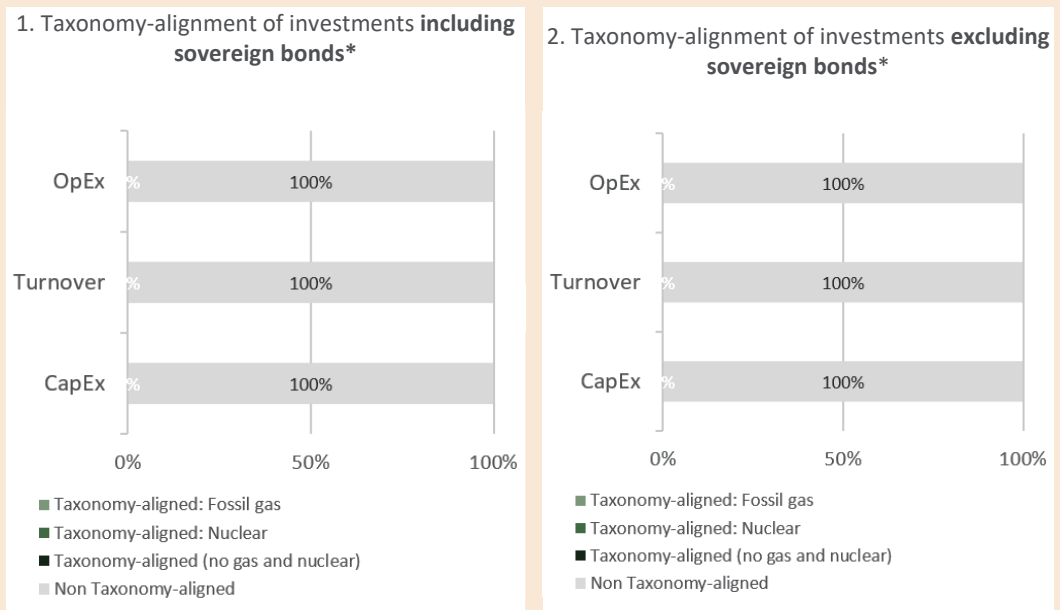 1. Taxonomy-alignment of investments including
sovereign bonds*
OpEx
%
100%
Turnover
%
100%
CapEx
%
100%
0%
50%
100%
Taxonomy-aligned: Fossil gas
Taxonomy-aligned: Nuclear
Taxonomy-aligned (no gas and nuclear)
Non Taxonomy-aligned
2. Taxonomy-alignment of investments excluding
sovereign bonds*
OpEx
%
100%
Turnover
%
100%
CapEx
%
100%
0%
50%
100%
Taxonomy-aligned: Fossil gas
Taxonomy-aligned: Nuclear
Taxonomy-aligned (no gas and nuclear)
Non Taxonomy-aligned